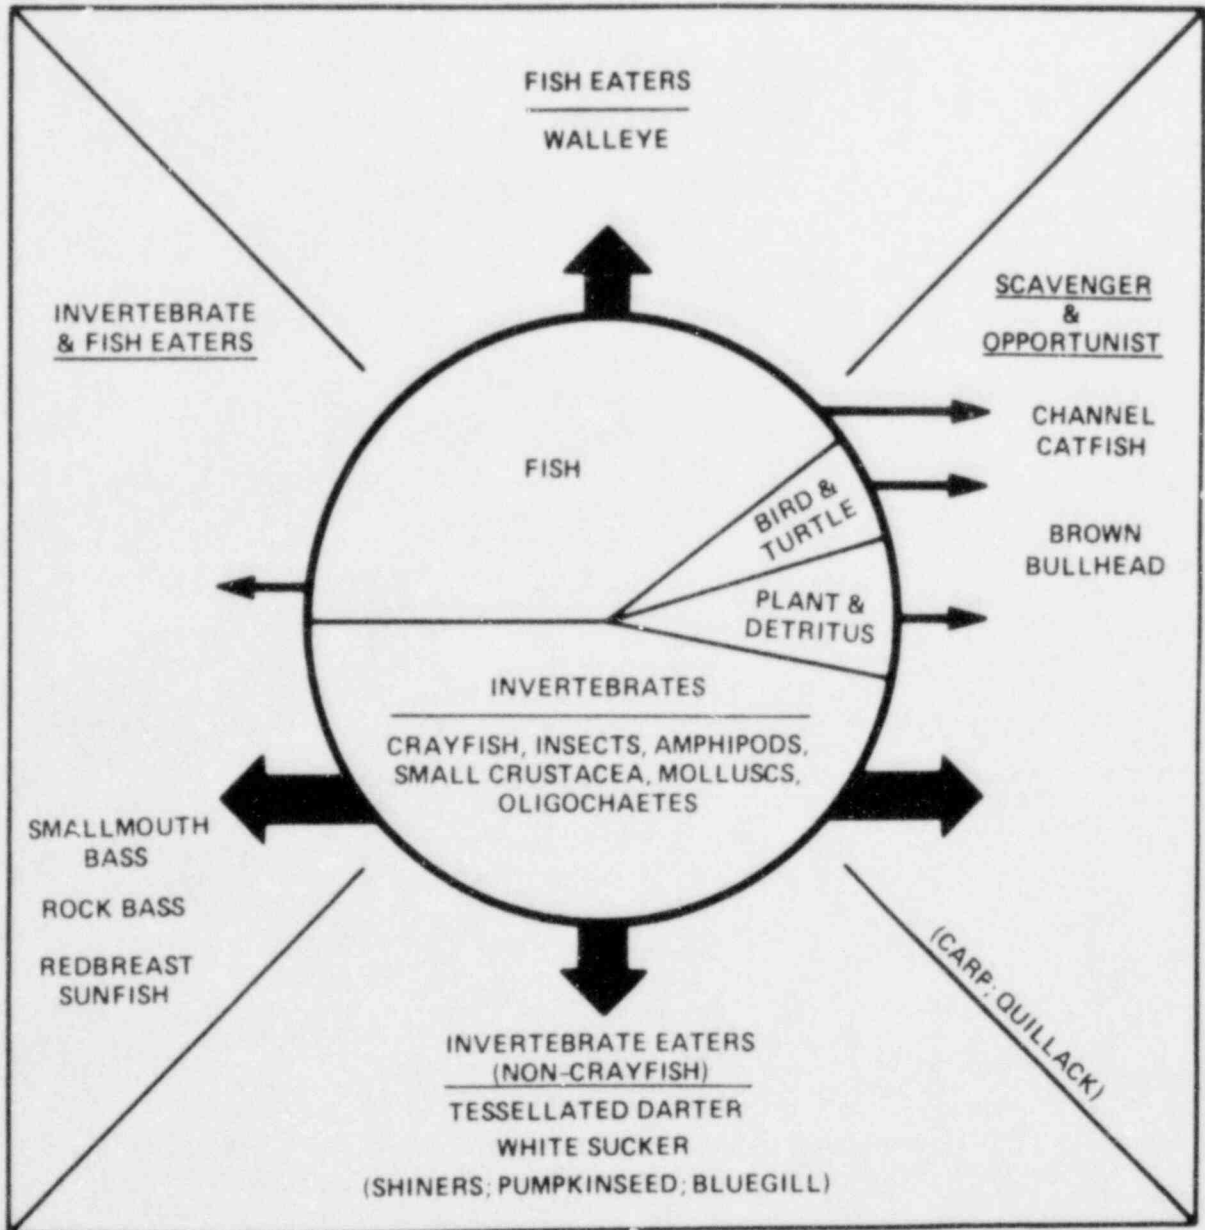 FISH EATERS
WALLEYE
INVERTEBRATE
& FISH EATERS
SCAVENGER
&
OPPORTUNIST
CHANNEL
CATFISH
BROWN
BULLHEAD
FISH
BIRD &
TURTLE
PLANT &
DETRITUS
INVERTEBRATES
CRAYFISH, INSECTS, AMPHIPODS,
SMALL CRUSTACEA, MOLLUSCS,
OLIGOCHAETES
SMALLMOUTH
BASS
ROCK BASS
REDBREAST
SUNFISH
(CARP; QUILLACK)
INVERTEBRATE EATERS
(NON-CRAYFISH)
TESSELLATED DARTER
WHITE SUCKER
(SHINERS; PUMPKINSEED; BLUEGILL)